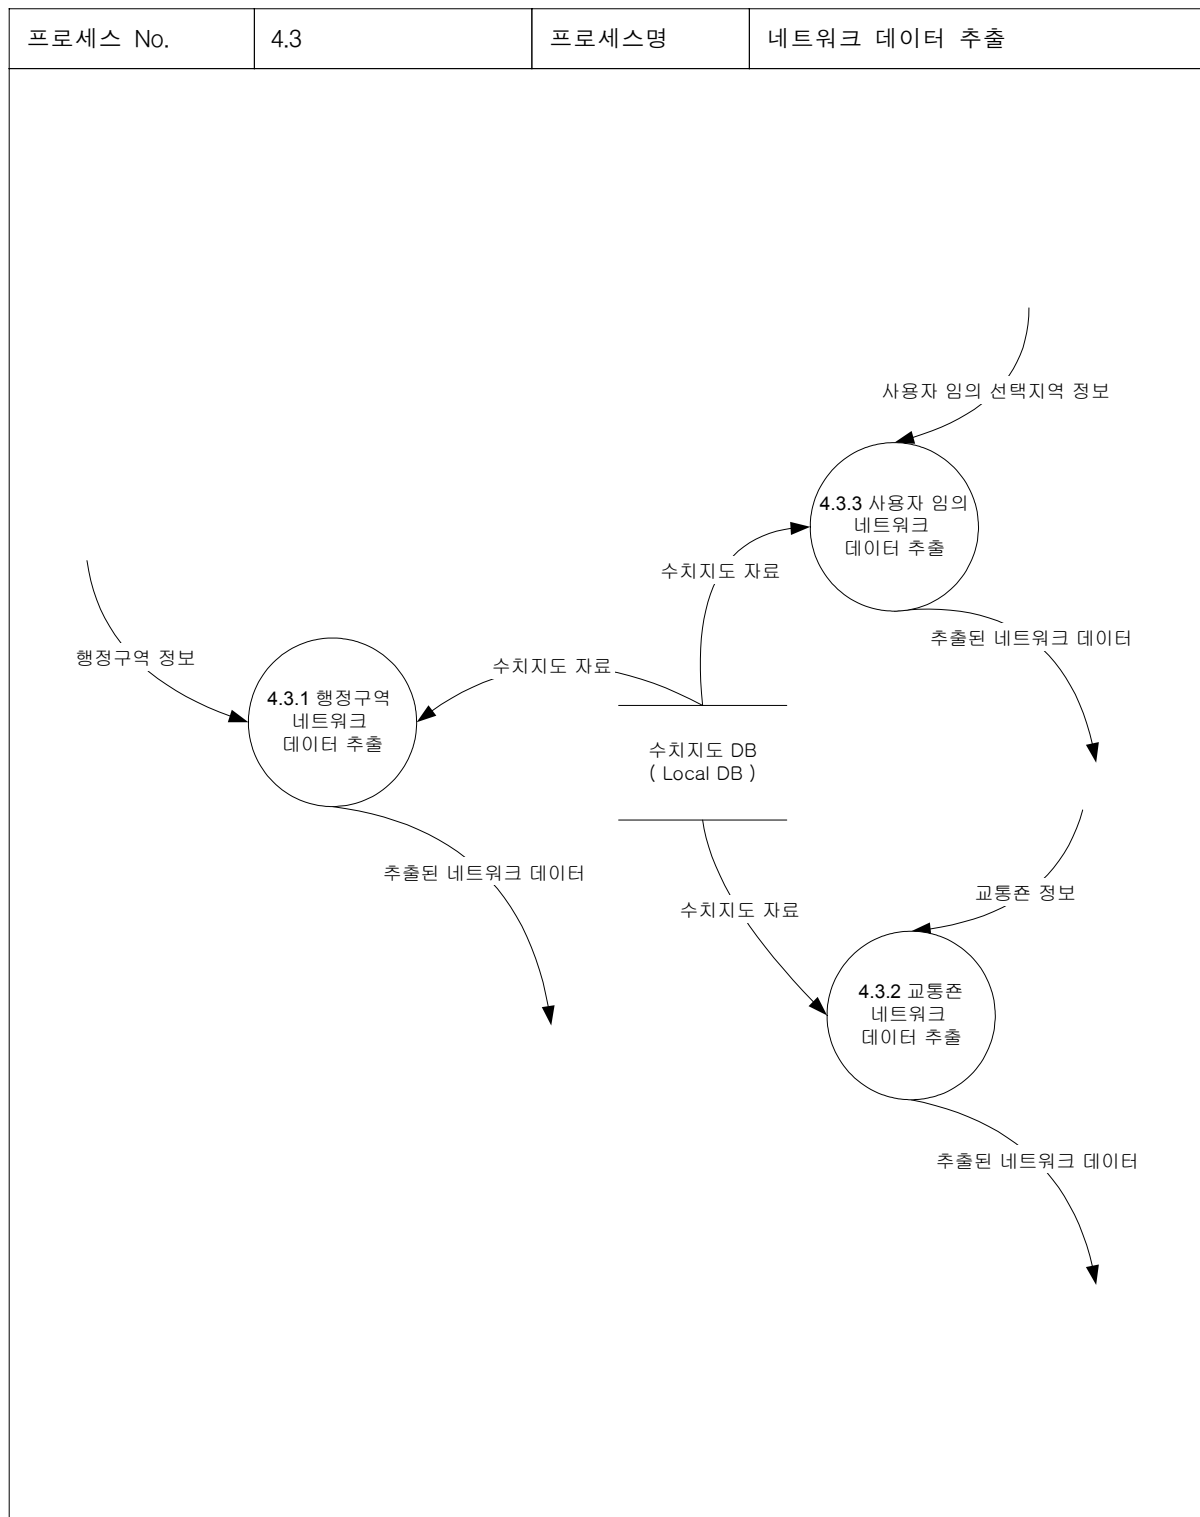 프로세스 No. 4.3 프로세스명 네트워크 데이터 추출
사용자 임의 선택지역 정보
4.3.3 사용자 임의
네트워크
데이터 추출
수치지도 자료
추출된 네트워크 데이터
행정구역 정보
수치지도 자료
4.3.1 행정구역
네트워크
데이터 추출
수치지도 DB
( Local DB )
추출된 네트워크 데이터
교통죤 정보
수치지도 자료
4.3.2 교통죤
네트워크
데이터 추출
추출된 네트워크 데이터